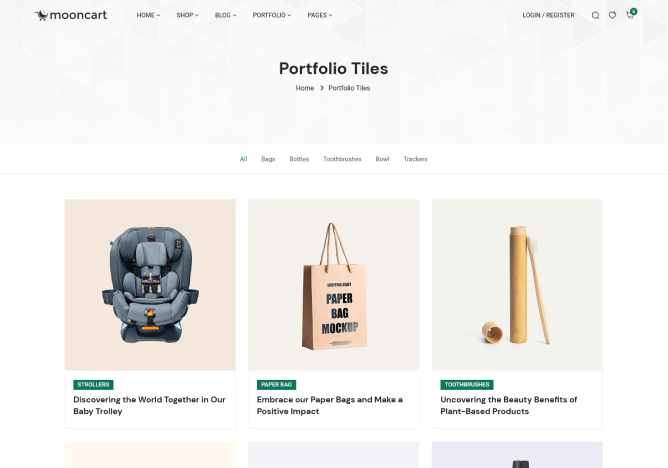 mooncart
HOME
SHOP
BLOG
PORTFOLIO
PAGES
LOGIN / REGISTER
Portfolio Tiles
Home > Portfolio Tiles
All
Bags
Bottles
Toothbrushes
Bowl
Trackers
PAPER
BAG
MOCKUP
STROLLERS
Discovering the World Together in Our
Baby Trolley
PAPER BAG
Embrace our Paper Bags and Make a
Positive Impact
TOOTHBRUSHES
Uncovering the Beauty Benefits of
Plant-Based Products